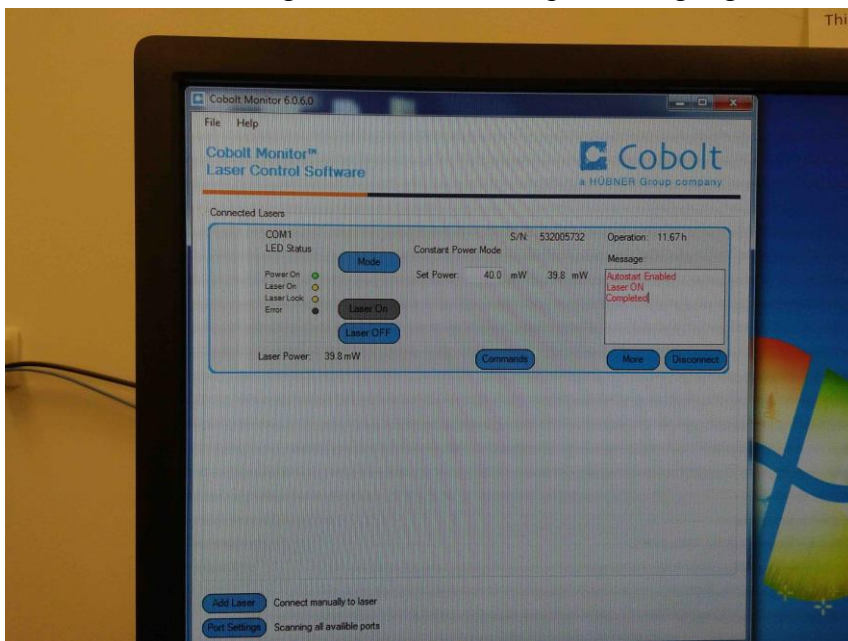 Thi
Cobolt Monitor 6.0.6.0
File Help
Cobolt Monitor™
Laser Control Software
Cobolt
a HÜBNER Group company
Connected Lasers
COM1
S/N: 532005732
Operation: 11.67 h
LED Status
Mode
Constant Power Mode
Message:
Power On
Set Power: 40.0 mW 39.8 mW
Autostart Enabled
Laser On
Laser ON
Laser Lock
Completed
Error
Laser On
Laser OFF
Laser Power: 39.8 mW
Commands
More
Disconnect
Add Laser Connect manually to laser
Port Settings Scanning all availible ports